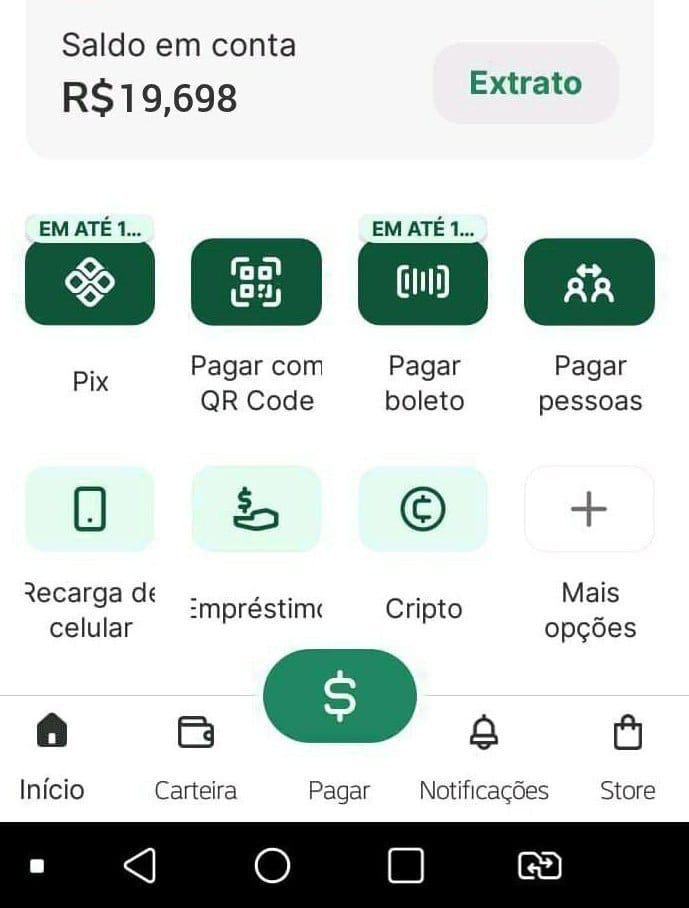 Saldo em conta
R$19,698
Extrato
EM ATÉ 1...
EM ATÉ 1...
Pix
Pagar com
QR Code
Pagar
boleto
Pagar
pessoas
Recarga de
celular
Empréstimo
Cripto
Mais
opções
$
Início
Carteira
Pagar
Notificações
Store